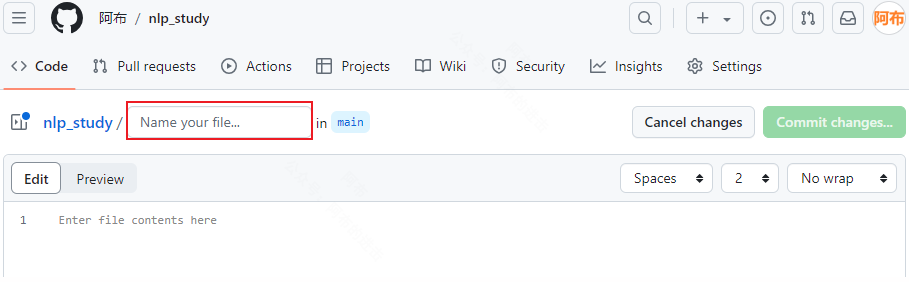 阿布 / nlp_study
阿布
Code Pull requests Actions Projects Wiki Security Insights Settings
nlp_study / Name your file... in main Cancel changes Commit changes...
Edit Preview Spaces 2 No wrap
1 Enter file contents here